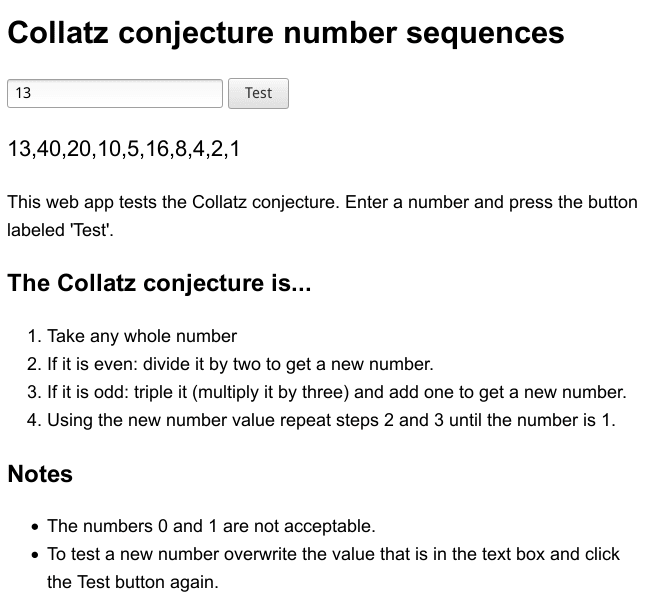 Collatz conjecture number sequences
13
Test
13,40,20,10,5,16,8,4,2,1
This web app tests the Collatz conjecture. Enter a number and press the button
labeled 'Test'.
The Collatz conjecture is...
1. Take any whole number
2. If it is even: divide it by two to get a new number.
3. If it is odd: triple it (multiply it by three) and add one to get a new number.
4. Using the new number value repeat steps 2 and 3 until the number is 1.
Notes
• The numbers 0 and 1 are not acceptable.
• To test a new number overwrite the value that is in the text box and click
the Test button again.